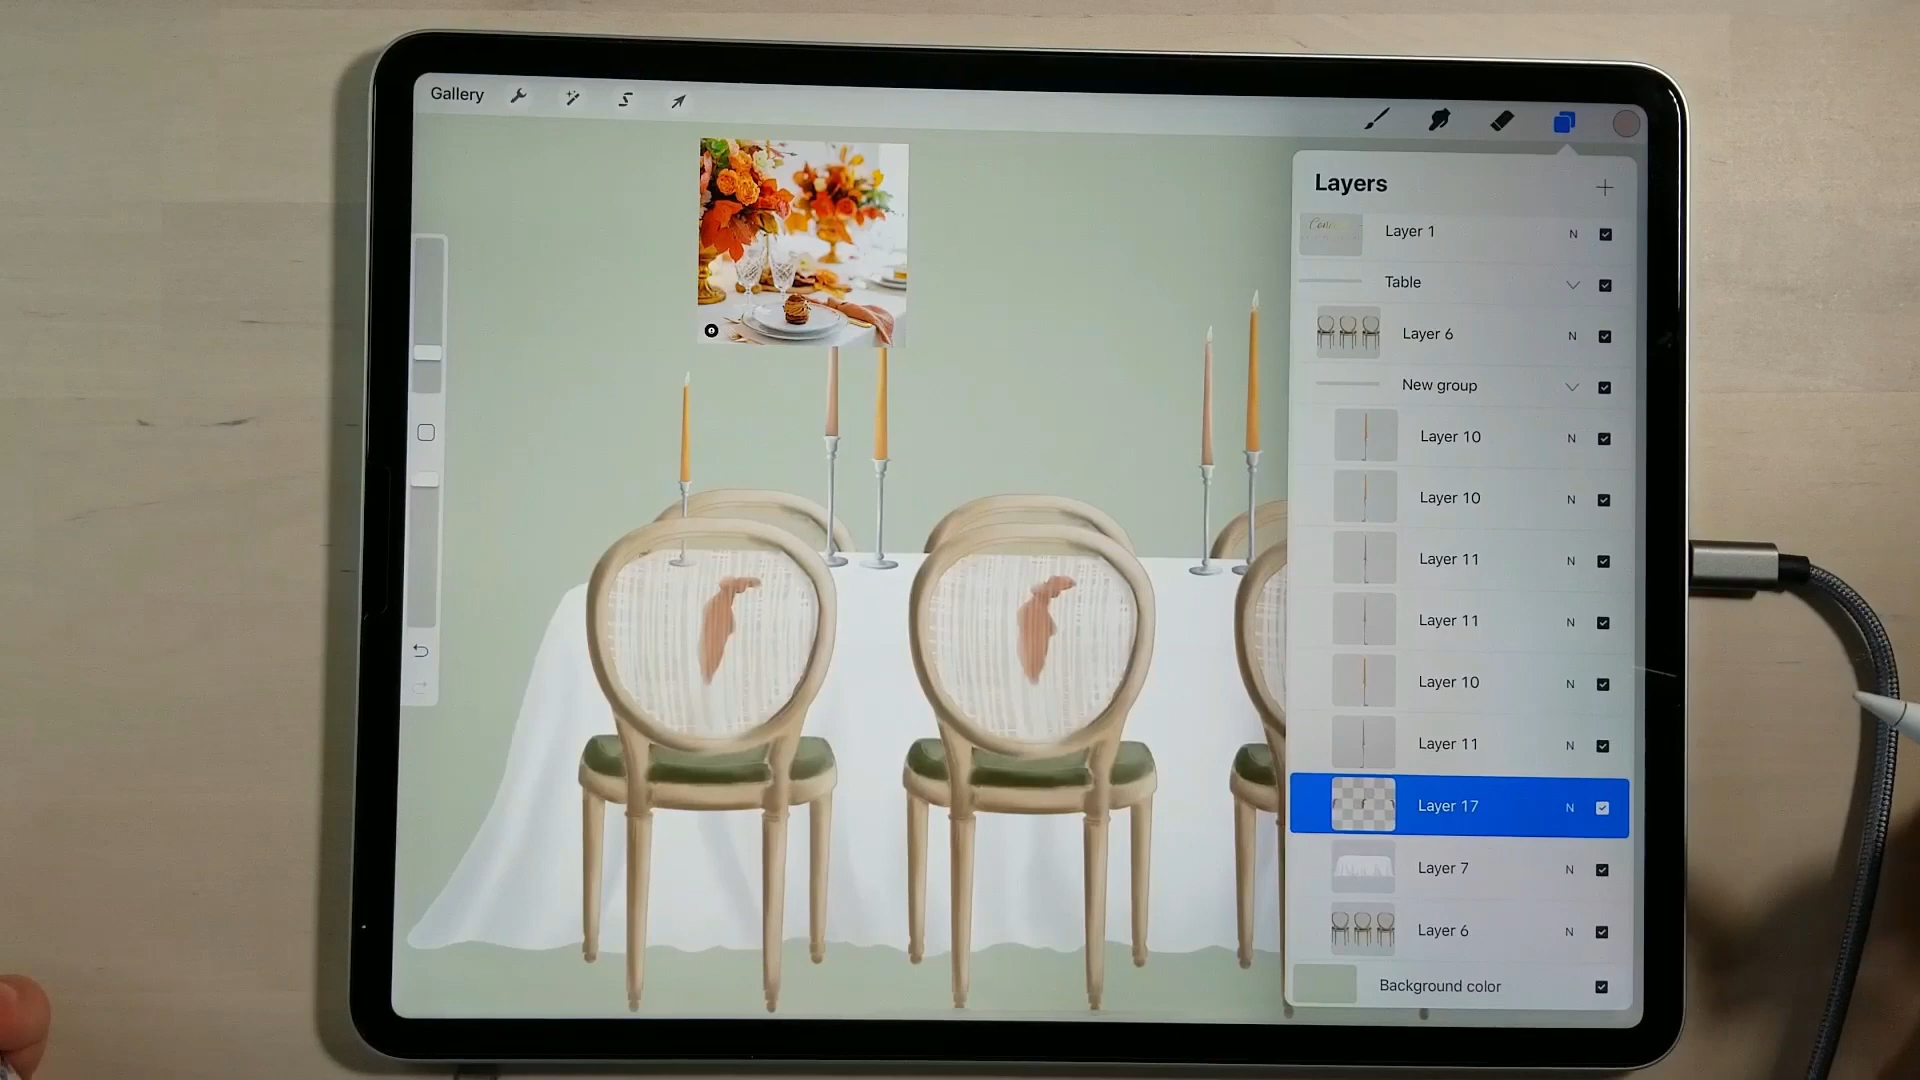 Gallery
Layers
Layer 1
N
Table
Layer 6
N
New group
Layer 10
N
Layer 10
N
Layer 11
N
Layer 11
N
Layer 10
N
Layer 11
N
Layer 17
N
Layer 7
N
Layer 6
N
Background color